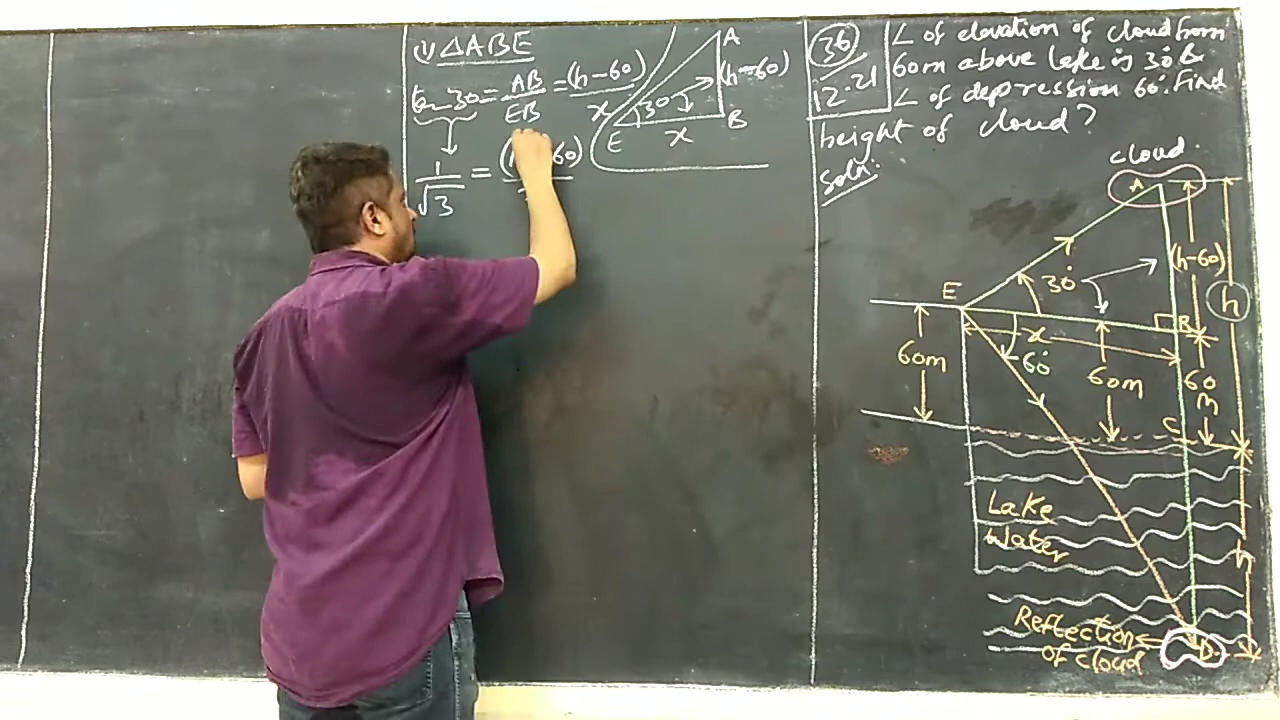 (i) △ABE
tan 30 = AB/EB = (h-60)/x
1/√3 =
A
(h-60)
30°
E
x
B
36
12.21
∠ of elevation of cloud from
60m above lake is 30° &
∠ of depression 60°. Find
height of cloud?
Soln:
cloud.
A
(h-60)
30°
h
E
B
x
60°
60m
60m
60
m
C
Lake
Water
h
Reflection
of cloud
D